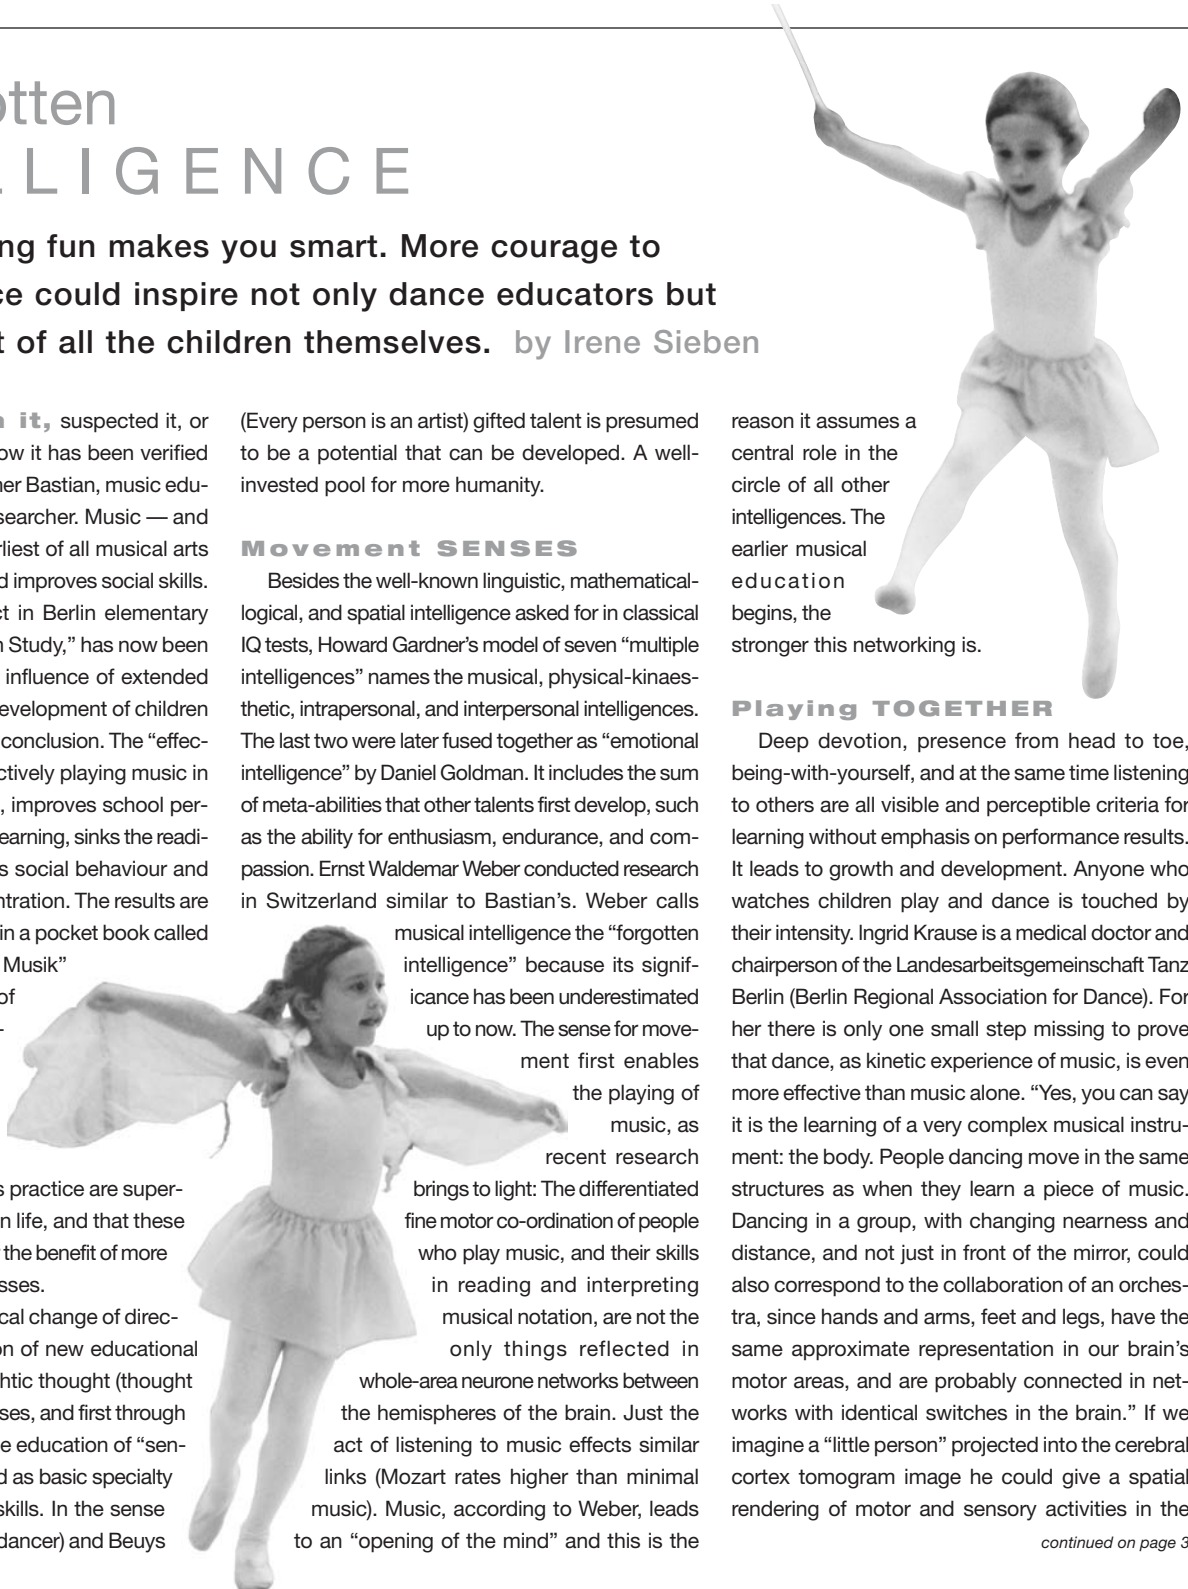 otten
LLIGENCE
ng fun makes you smart. More courage to
ce could inspire not only dance educators but
t of all the children themselves. by Irene Sieben
n it, suspected it, or
ow it has been verified
her Bastian, music edu-
searcher. Music — and
rliest of all musical arts
d improves social skills.
ct in Berlin elementary
n Study,” has now been
influence of extended
evelopment of children
conclusion. The “effec-
ctively playing music in
, improves school per-
earning, sinks the readi-
s social behaviour and
ntration. The results are
in a pocket book called
Musik”
of
-
s practice are super-
n life, and that these
the benefit of more
sses.
cal change of direc-
on of new educational
htic thought (thought
ses, and first through
e education of “sen-
d as basic specialty
skills. In the sense
dancer) and Beuys
(Every person is an artist) gifted talent is presumed
to be a potential that can be developed. A well-
invested pool for more humanity.
Movement SENSES
Besides the well-known linguistic, mathematical-
logical, and spatial intelligence asked for in classical
IQ tests, Howard Gardner’s model of seven “multiple
intelligences” names the musical, physical-kinaes-
thetic, intrapersonal, and interpersonal intelligences.
The last two were later fused together as “emotional
intelligence” by Daniel Goldman. It includes the sum
of meta-abilities that other talents first develop, such
as the ability for enthusiasm, endurance, and com-
passion. Ernst Waldemar Weber conducted research
in Switzerland similar to Bastian’s. Weber calls
musical intelligence the “forgotten
intelligence” because its signif-
icance has been underestimated
up to now. The sense for move-
ment first enables
the playing of
music, as
recent research
brings to light: The differentiated
fine motor co-ordination of people
who play music, and their skills
in reading and interpreting
musical notation, are not the
only things reflected in
whole-area neurone networks between
the hemispheres of the brain. Just the
act of listening to music effects similar
links (Mozart rates higher than minimal
music). Music, according to Weber, leads
to an “opening of the mind” and this is the
reason it assumes a
central role in the
circle of all other
intelligences. The
earlier musical
education
begins, the
stronger this networking is.
Playing TOGETHER
Deep devotion, presence from head to toe,
being-with-yourself, and at the same time listening
to others are all visible and perceptible criteria for
learning without emphasis on performance results.
It leads to growth and development. Anyone who
watches children play and dance is touched by
their intensity. Ingrid Krause is a medical doctor and
chairperson of the Landesarbeitsgemeinschaft Tanz
Berlin (Berlin Regional Association for Dance). For
her there is only one small step missing to prove
that dance, as kinetic experience of music, is even
more effective than music alone. “Yes, you can say
it is the learning of a very complex musical instru-
ment: the body. People dancing move in the same
structures as when they learn a piece of music.
Dancing in a group, with changing nearness and
distance, and not just in front of the mirror, could
also correspond to the collaboration of an orches-
tra, since hands and arms, feet and legs, have the
same approximate representation in our brain’s
motor areas, and are probably connected in net-
works with identical switches in the brain.” If we
imagine a “little person” projected into the cerebral
cortex tomogram image he could give a spatial
rendering of motor and sensory activities in the
continued on page 3